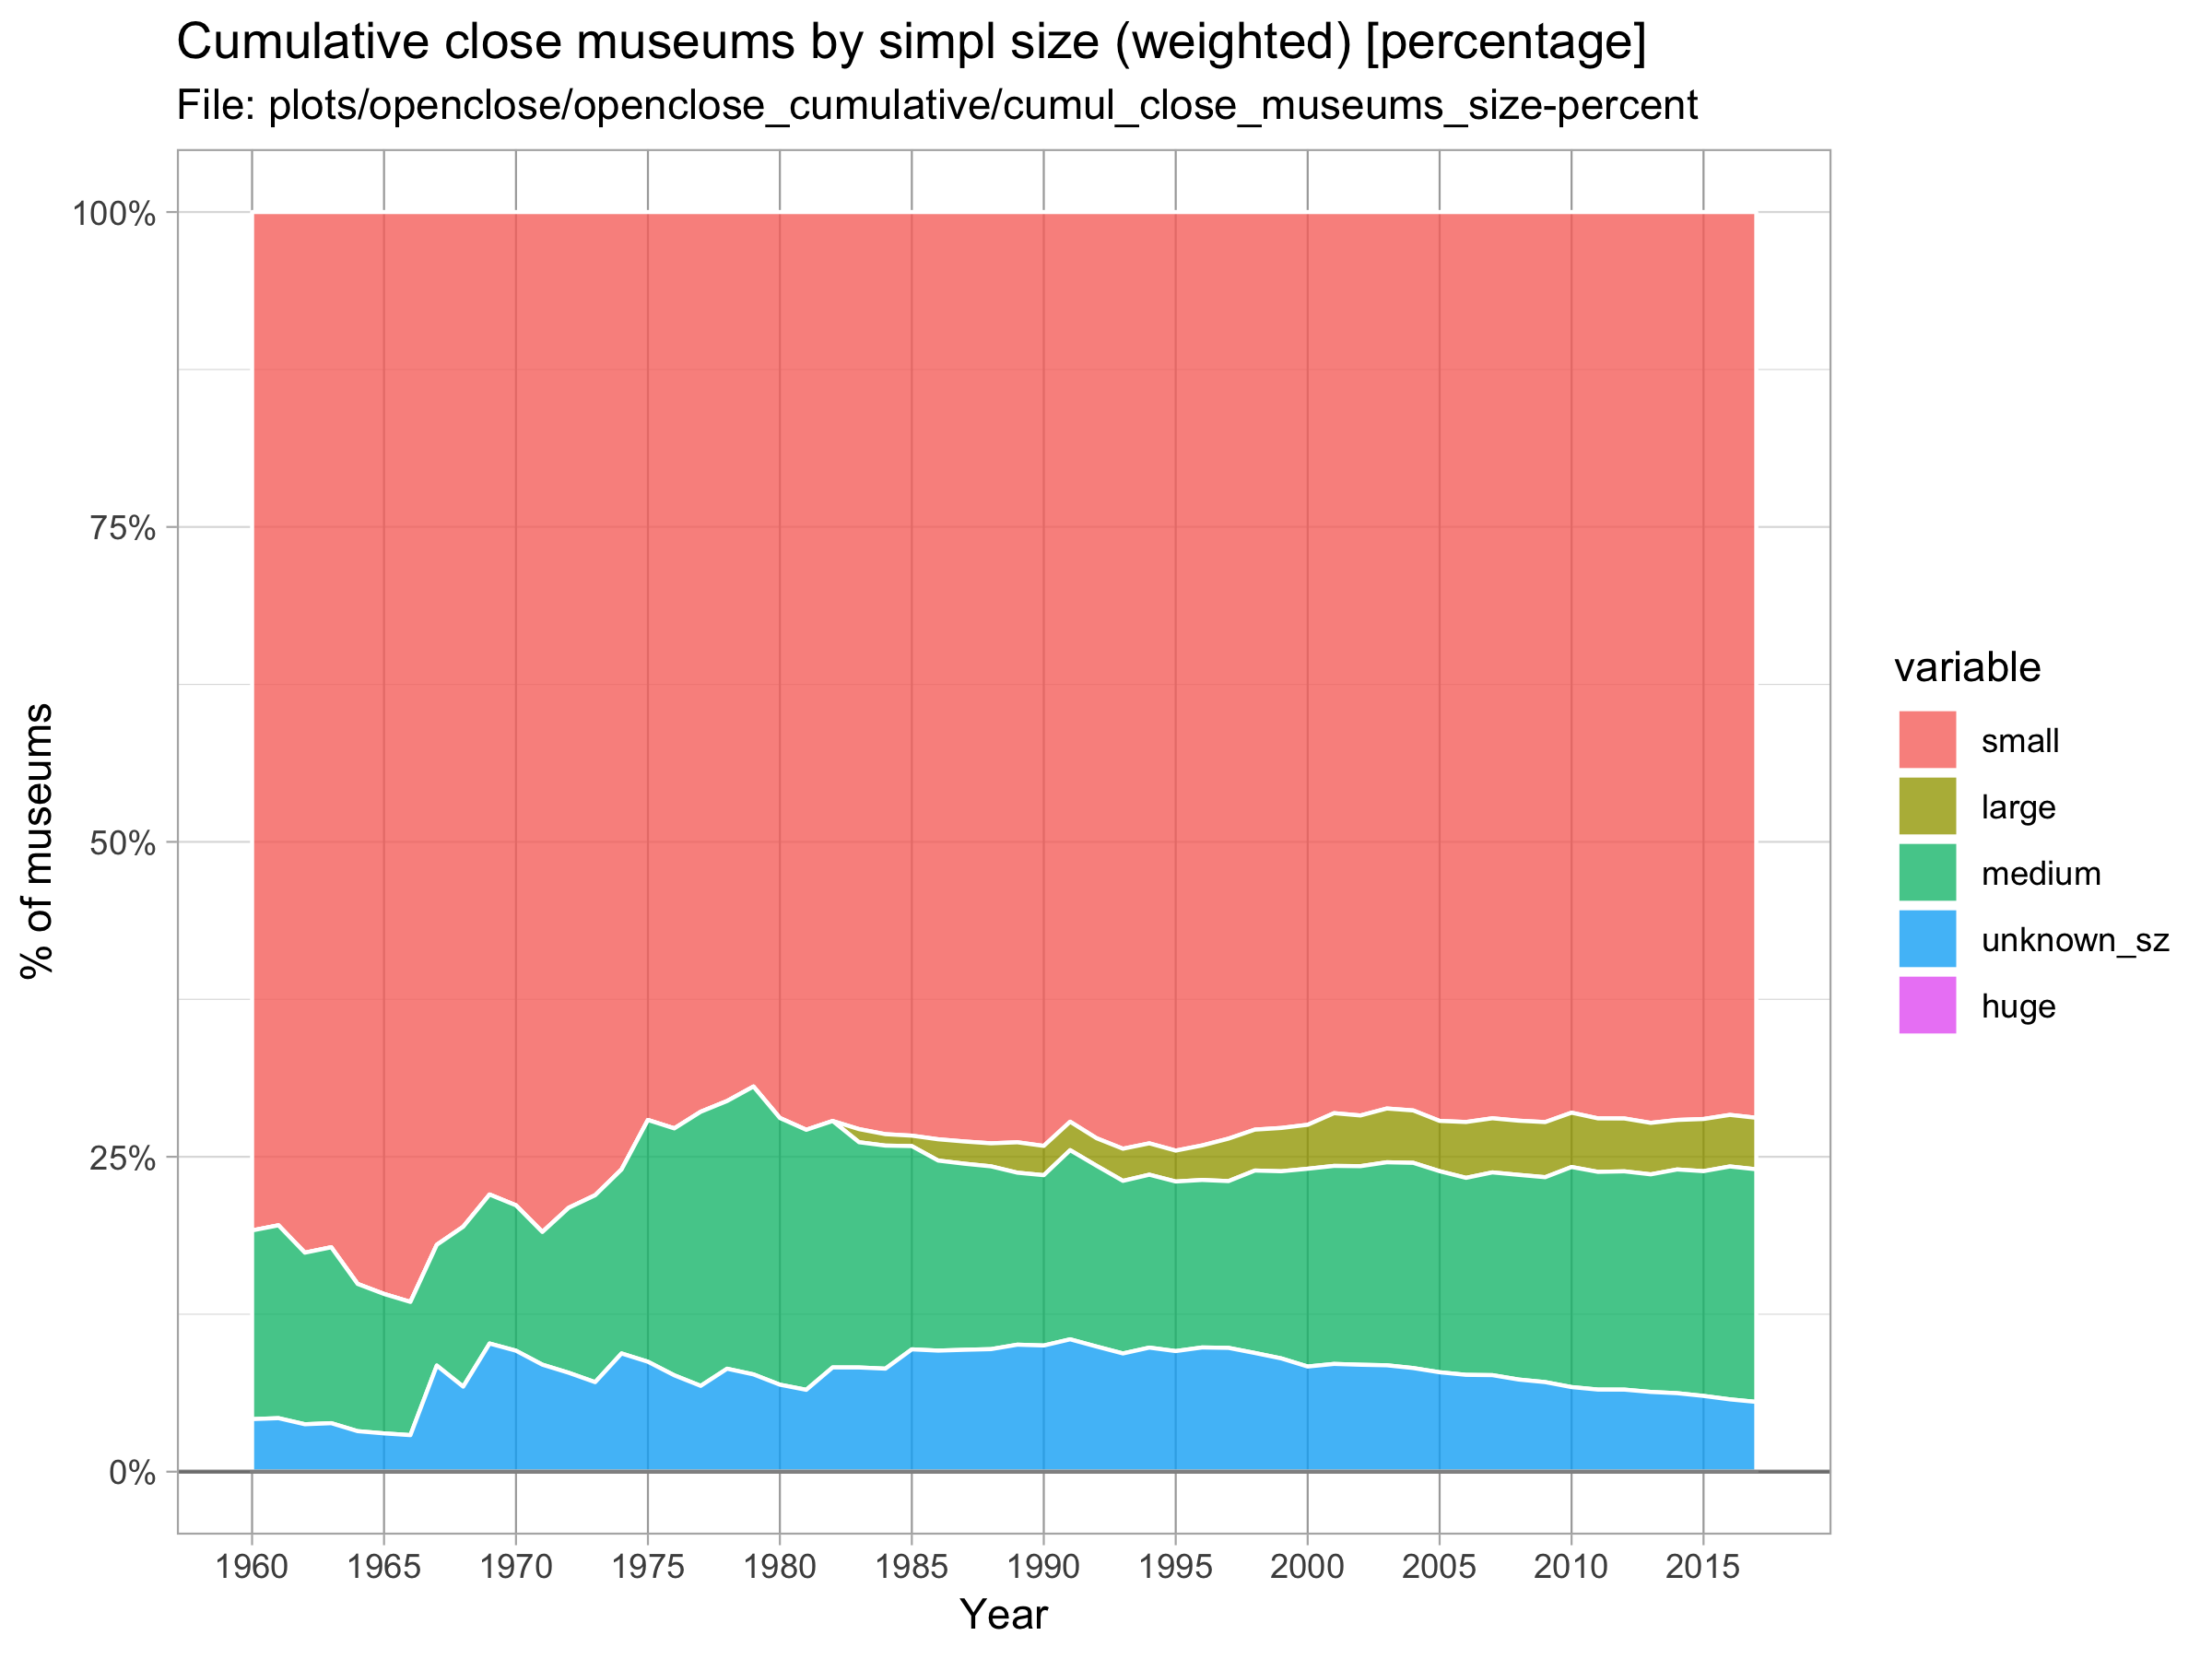 Cumulative close museums by simpl size (weighted) [percentage]
File: plots/openclose/openclose_cumulative/cumul_close_museums_size-percent
100%
75%
50%
25%
0%
% of museums
1960 1965 1970 1975 1980 1985 1990 1995 2000 2005 2010 2015
Year
variable
small
large
medium
unknown_sz
huge